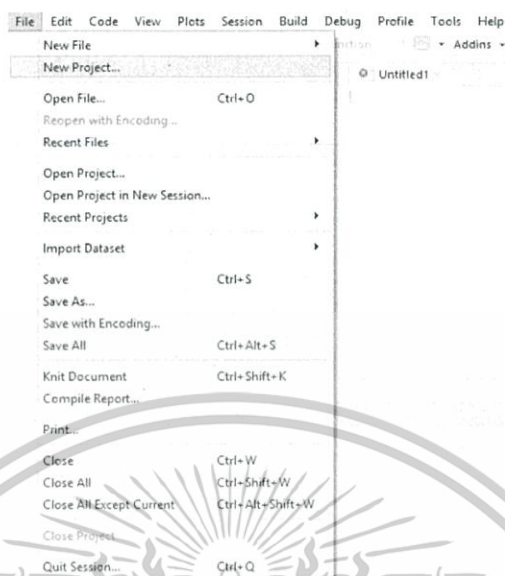 File Edit Code View Plots Session Build Debug Profile Tools Help
New File
Addins
New Project...
Untitled1
Open File... Ctrl+O
Reopen with Encoding...
Recent Files
Open Project...
Open Project in New Session...
Recent Projects
Import Dataset
Save Ctrl+S
Save As...
Save with Encoding...
Save All Ctrl+Alt+S
Knit Document Ctrl+Shift+K
Compile Report...
Print...
Close Ctrl+W
Close All Ctrl+Shift+W
Close All Except Current Ctrl+Alt+Shift+W
Close Project
Quit Session... Ctrl+Q